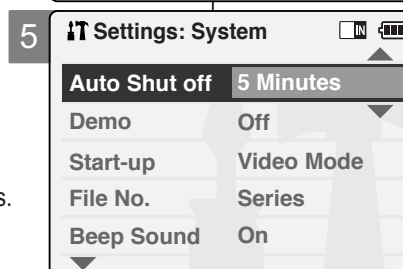 5
Settings: System
IN
Auto Shut off 5 Minutes
Demo Off
Start-up Video Mode
s.
File No. Series
Beep Sound On